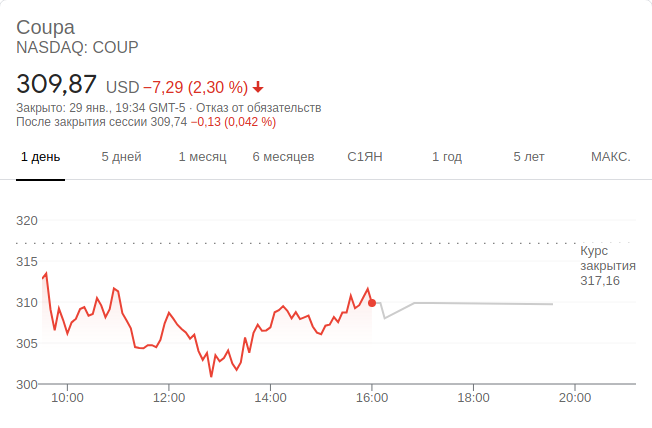 Coupa
NASDAQ: COUP
309,87 USD −7,29 (2,30 %)
Закрыто: 29 янв., 19:34 GMT-5 · Отказ от обязательств
После закрытия сессии 309,74 −0,13 (0,042 %)
1 день 5 дней 1 месяц 6 месяцев С1ЯН 1 год 5 лет МАКС.
320
315
310
305
300
Курс
закрытия
317,16
10:00 12:00 14:00 16:00 18:00 20:00